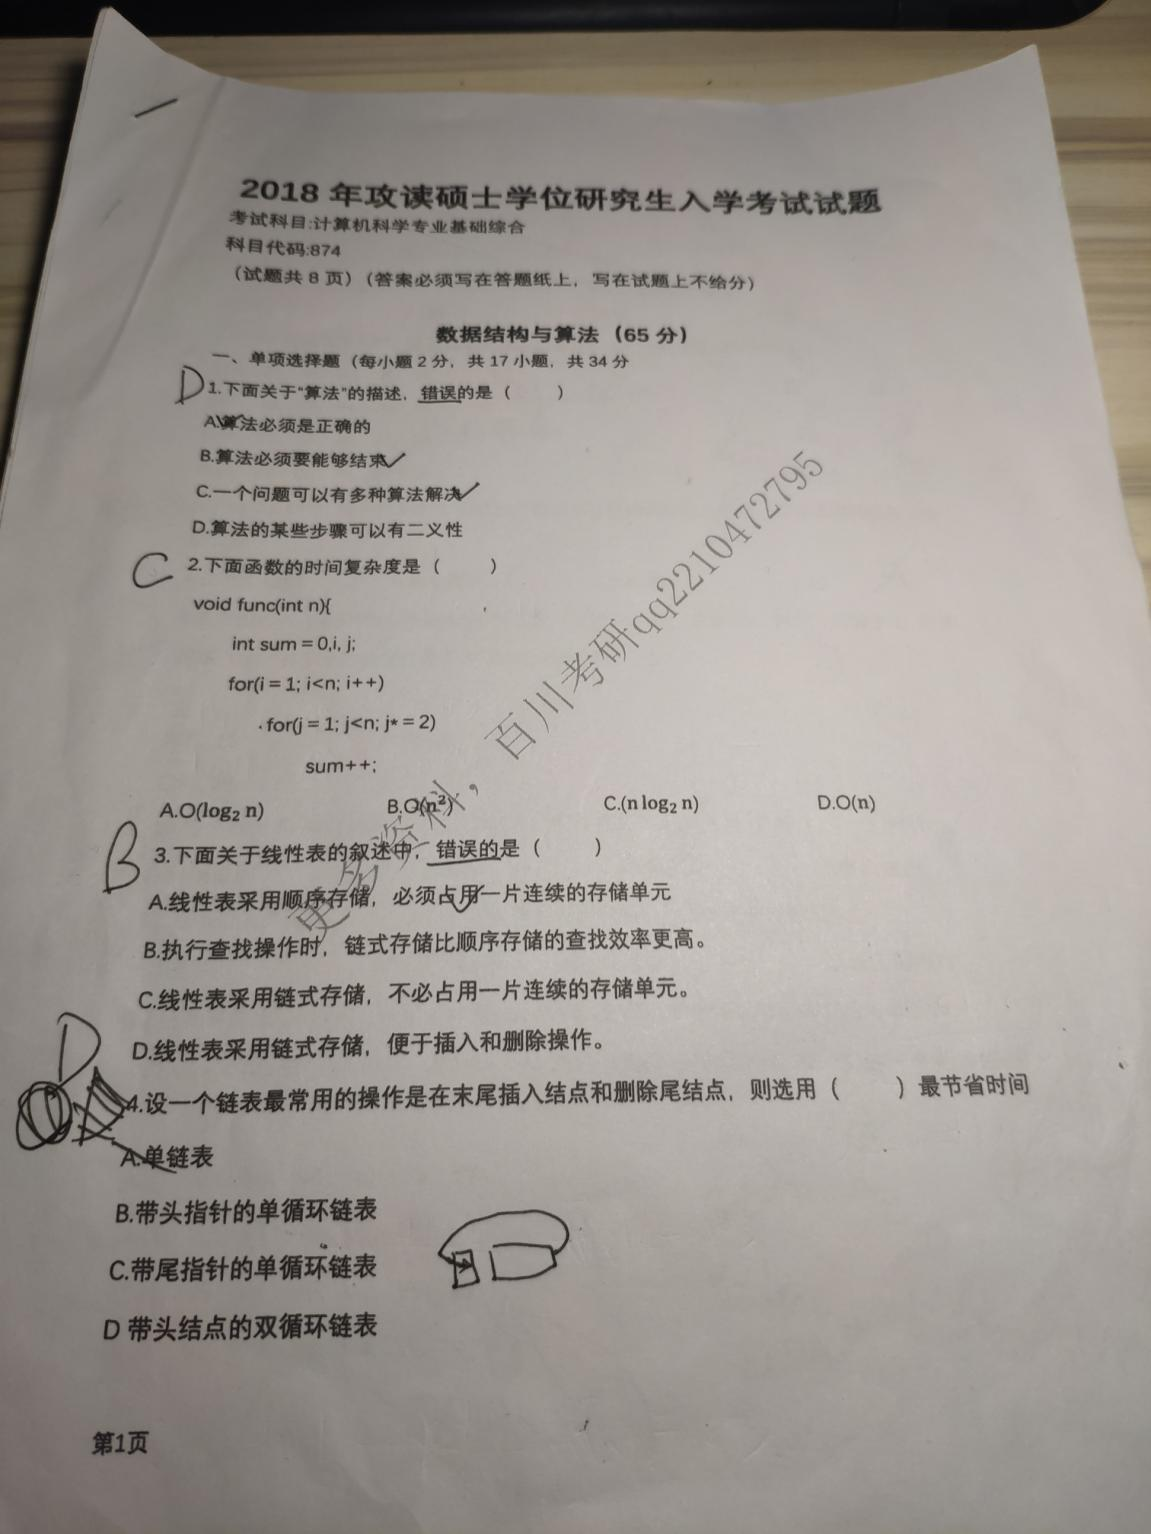 2018 年攻读硕士学位研究生入学考试试题
考试科目:计算机科学专业基础综合
科目代码:874
（试题共 8 页）（答案必须写在答题纸上，写在试题上不给分）
数据结构与算法（65 分）
一、单项选择题（每小题 2 分，共 17 小题，共 34 分
D 1.下面关于“算法”的描述，错误的是（ ）
A.算法必须是正确的
B.算法必须要能够结束
C.一个问题可以有多种算法解决
D.算法的某些步骤可以有二义性
C 2.下面函数的时间复杂度是（ ）
void func(int n){
int sum = 0,i, j;
for(i = 1; i<n; i++)
for(j = 1; j<n; j* = 2)
sum++;
A.O(log₂ n) B.O(n²) C.(n log₂ n) D.O(n)
B 3.下面关于线性表的叙述中，错误的是（ ）
A.线性表采用顺序存储，必须占用一片连续的存储单元
B.执行查找操作时，链式存储比顺序存储的查找效率更高。
C.线性表采用链式存储，不必占用一片连续的存储单元。
D.线性表采用链式存储，便于插入和删除操作。
D 4.设一个链表最常用的操作是在末尾插入结点和删除尾结点，则选用（ ）最节省时间
A.单链表
B.带头指针的单循环链表
C.带尾指针的单循环链表
D 带头结点的双循环链表
第1页
更多资料，百川考研qq2210472795